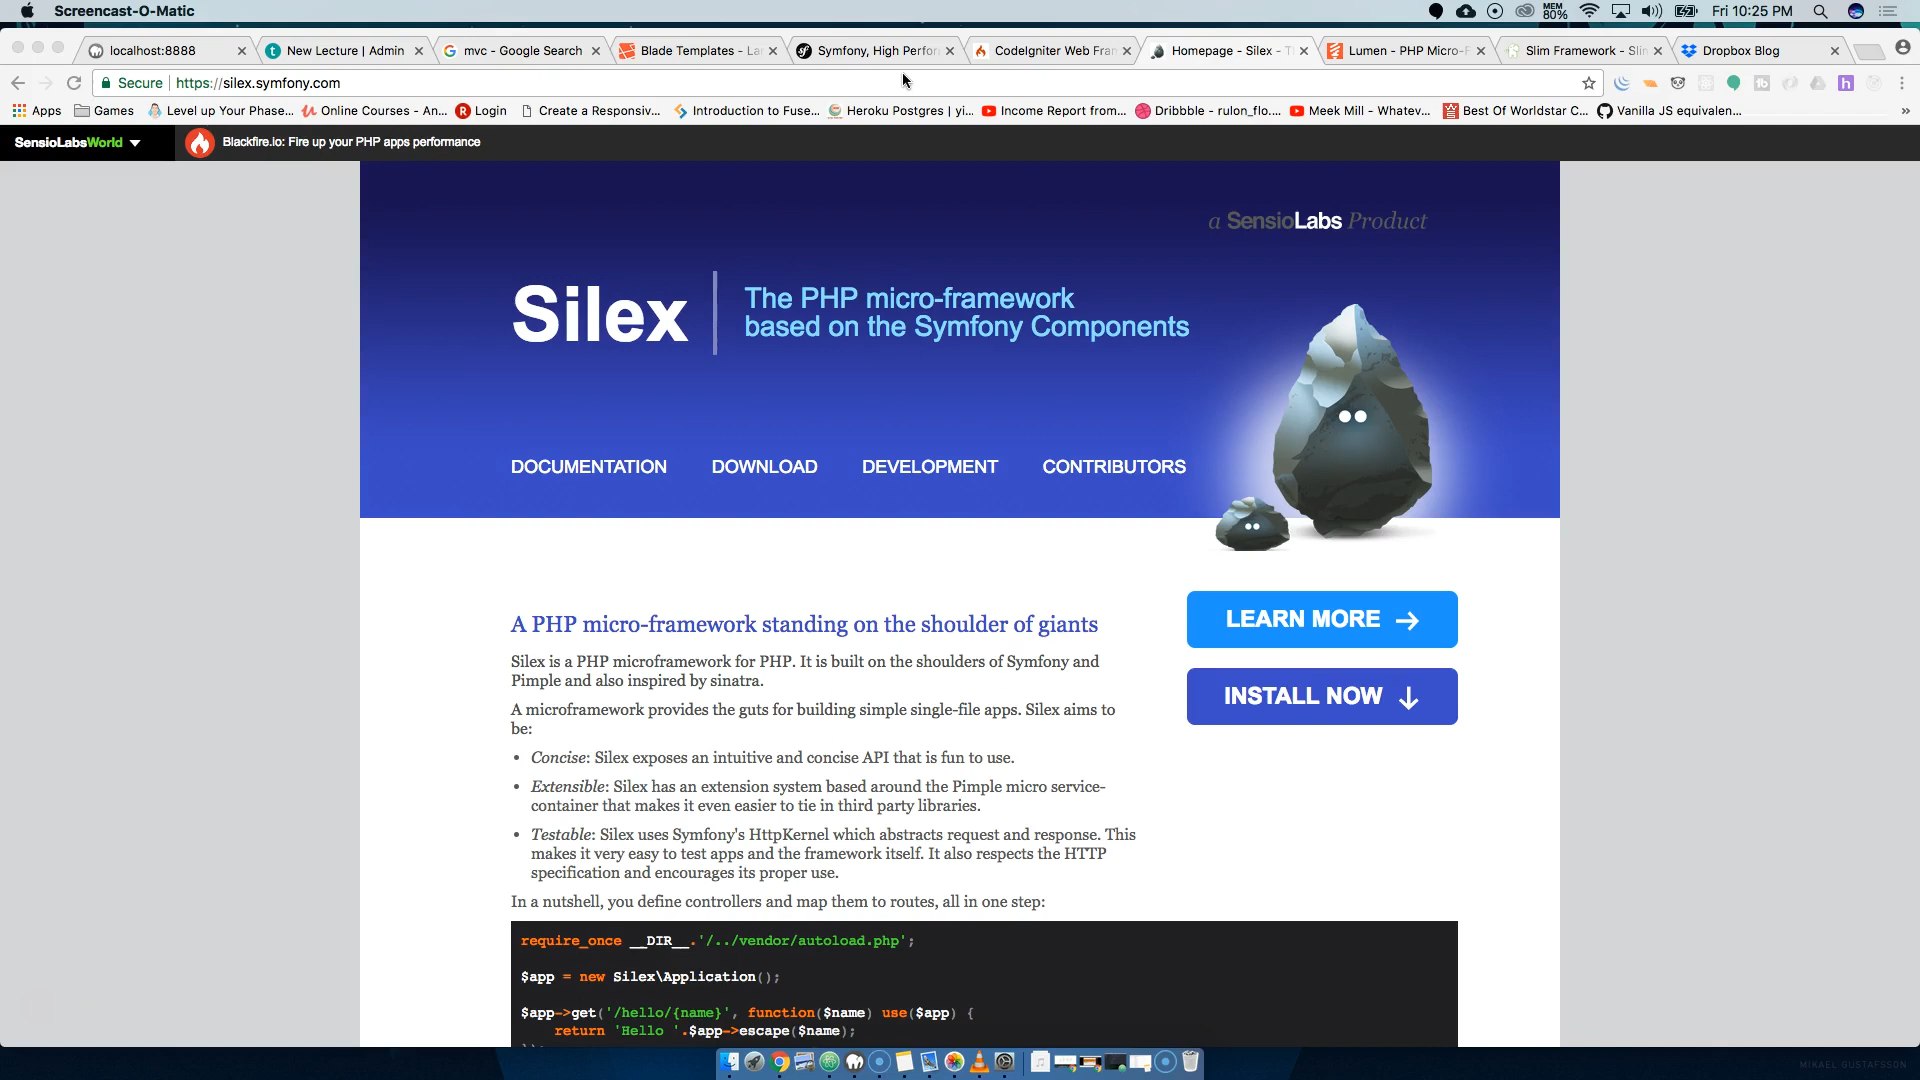 Screencast-O-Matic
MEM
80%
Fri 10:25 PM
localhost:8888
New Lecture | Admin
mvc - Google Search
Blade Templates - La
Symfony, High Perfor
CodeIgniter Web Fram
Homepage - Silex - T
Lumen - PHP Micro-F
Slim Framework - Slim
Dropbox Blog
Secure
https://silex.symfony.com
Apps
Games
Level up Your Phase...
Online Courses - An...
Login
Create a Responsiv...
Introduction to Fuse...
Heroku Postgres | yi...
Income Report from...
Dribbble - rulon_flo....
Meek Mill - Whatev...
Best Of Worldstar C...
Vanilla JS equivalen...
»
SensioLabsWorld
Blackfire.io: Fire up your PHP apps performance
a SensioLabs Product
Silex
The PHP micro-framework
based on the Symfony Components
DOCUMENTATION
DOWNLOAD
DEVELOPMENT
CONTRIBUTORS
LEARN MORE →
INSTALL NOW ↓
A PHP micro-framework standing on the shoulder of giants
Silex is a PHP microframework for PHP. It is built on the shoulders of Symfony and
Pimple and also inspired by sinatra.
A microframework provides the guts for building simple single-file apps. Silex aims to
be:
• Concise: Silex exposes an intuitive and concise API that is fun to use.
• Extensible: Silex has an extension system based around the Pimple micro service-
container that makes it even easier to tie in third party libraries.
• Testable: Silex uses Symfony's HttpKernel which abstracts request and response. This
makes it very easy to test apps and the framework itself. It also respects the HTTP
specification and encourages its proper use.
In a nutshell, you define controllers and map them to routes, all in one step:
require_once __DIR__.'/../vendor/autoload.php';
$app = new Silex\Application();
$app->get('/hello/{name}', function($name) use($app) {
return 'Hello '.$app->escape($name);
MIKAEL GUSTAFSSON